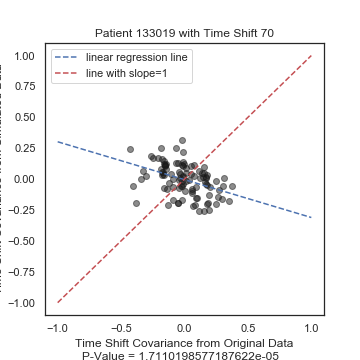 Patient 133019 with Time Shift 70
linear regression line
line with slope=1
1.00
0.75
0.50
0.25
0.00
−0.25
−0.50
−0.75
−1.00
−1.0
−0.5
0.0
0.5
1.0
Time Shift Covariance from Original Data
P-Value = 1.7110198577187622e-05